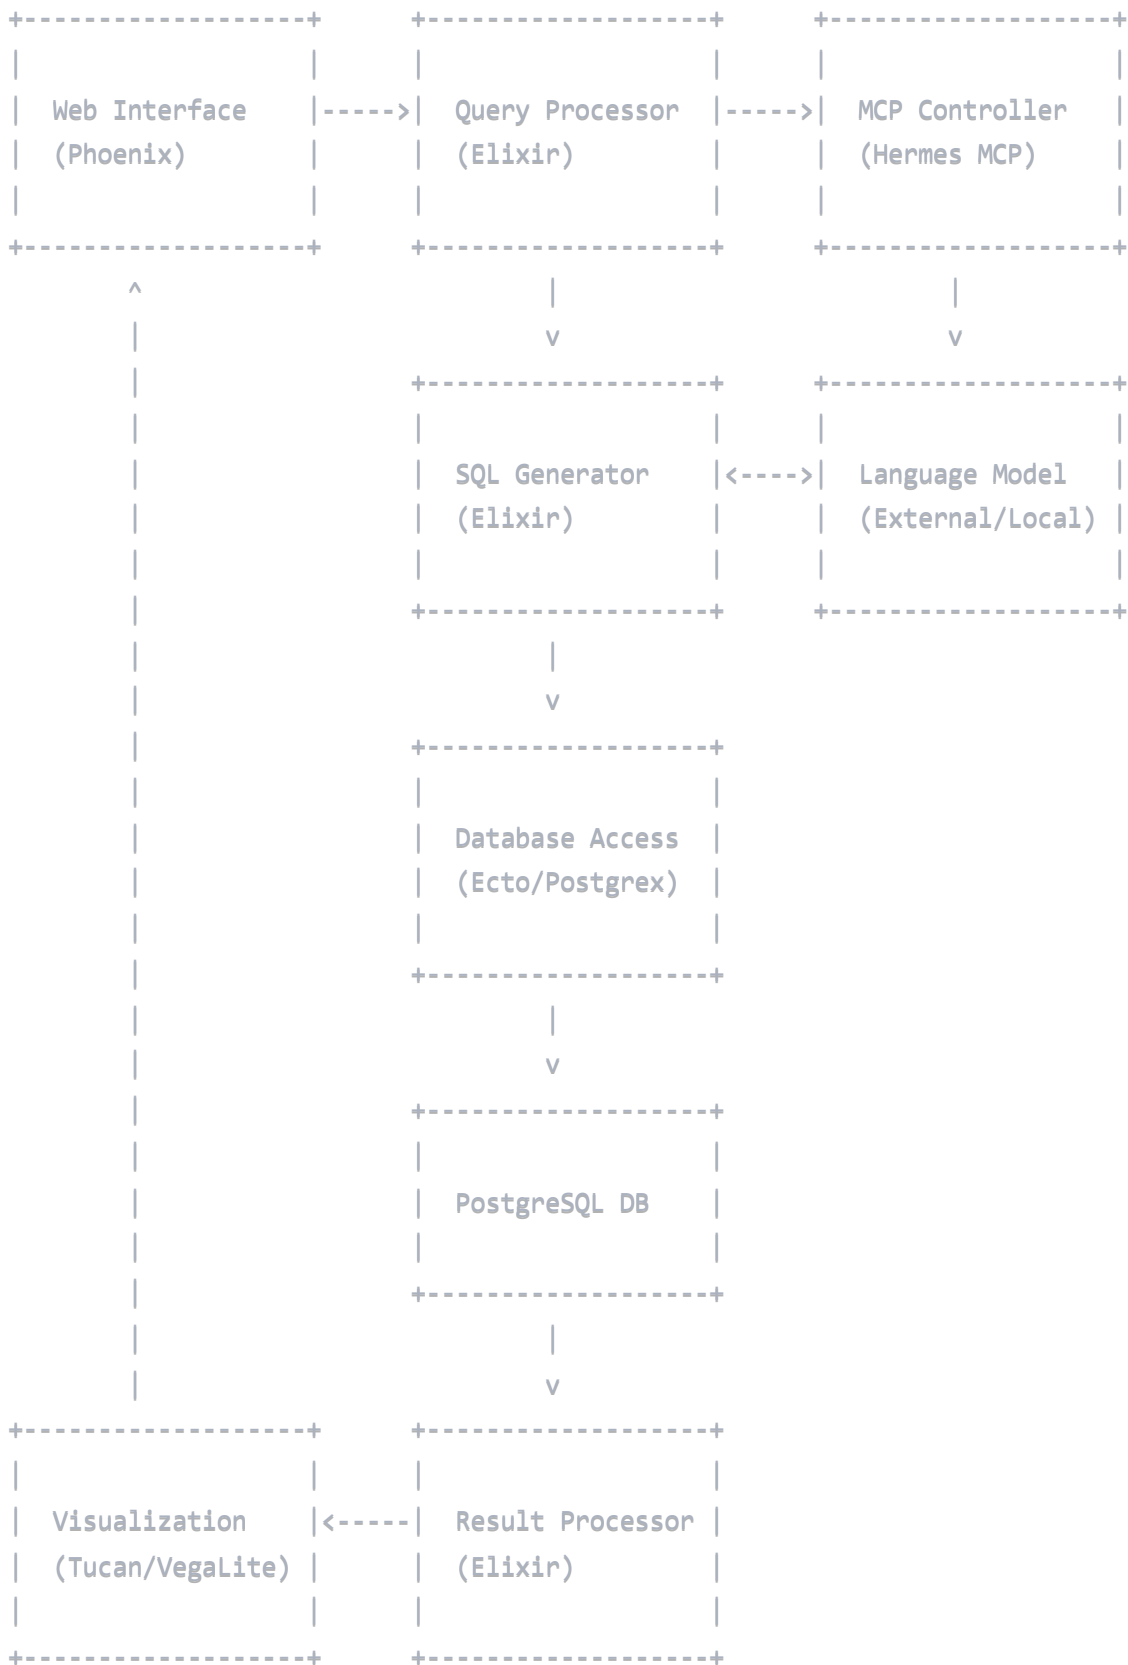 Web Interface
(Phoenix)
Query Processor
(Elixir)
MCP Controller
(Hermes MCP)
SQL Generator
(Elixir)
Language Model
(External/Local)
Database Access
(Ecto/Postgrex)
PostgreSQL DB
Visualization
(Tucan/VegaLite)
Result Processor
(Elixir)